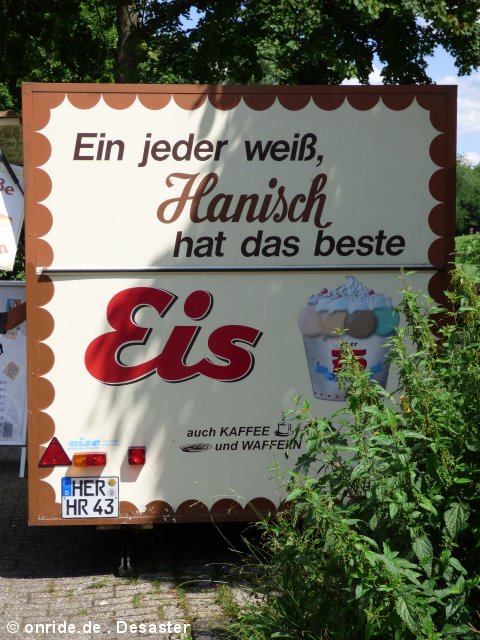 Ein jeder weiß,
Hanisch
hat das beste
Eis
auch KAFFEE
und WAFFELN
HER
HR 43
© onride.de . Desaster